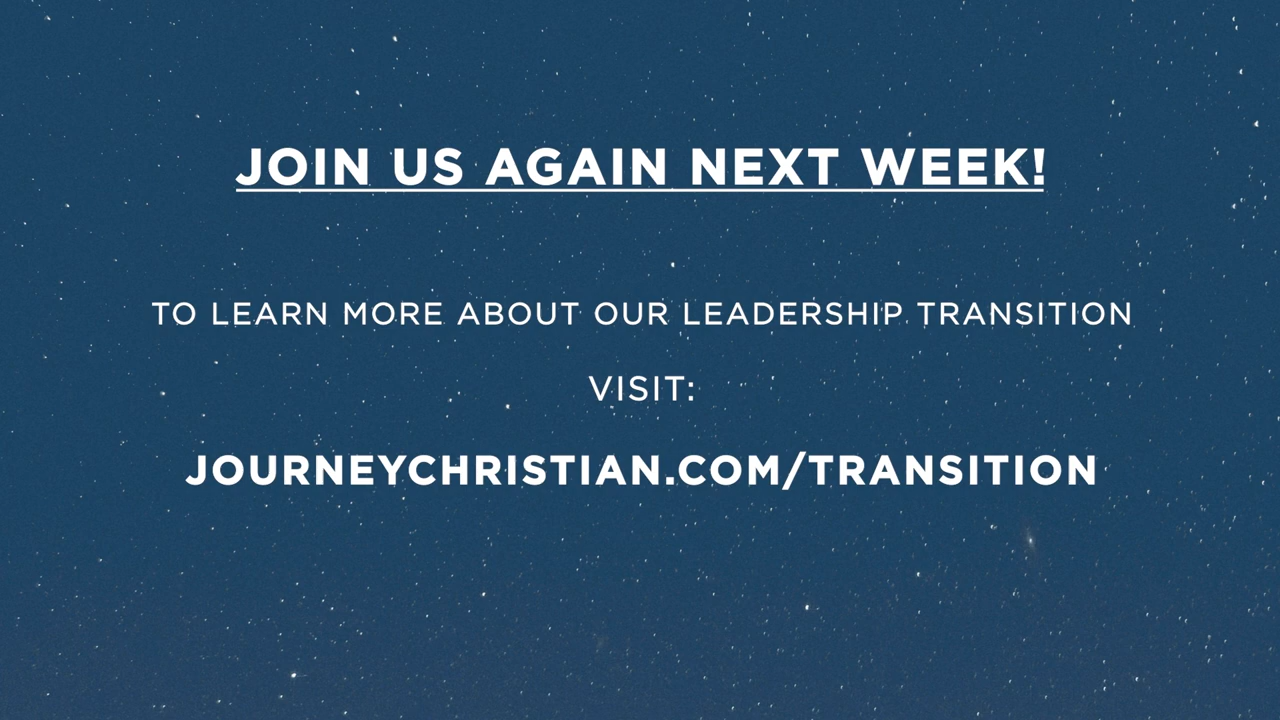 JOIN US AGAIN NEXT WEEK!
TO LEARN MORE ABOUT OUR LEADERSHIP TRANSITION
VISIT:
JOURNEYCHRISTIAN.COM/TRANSITION